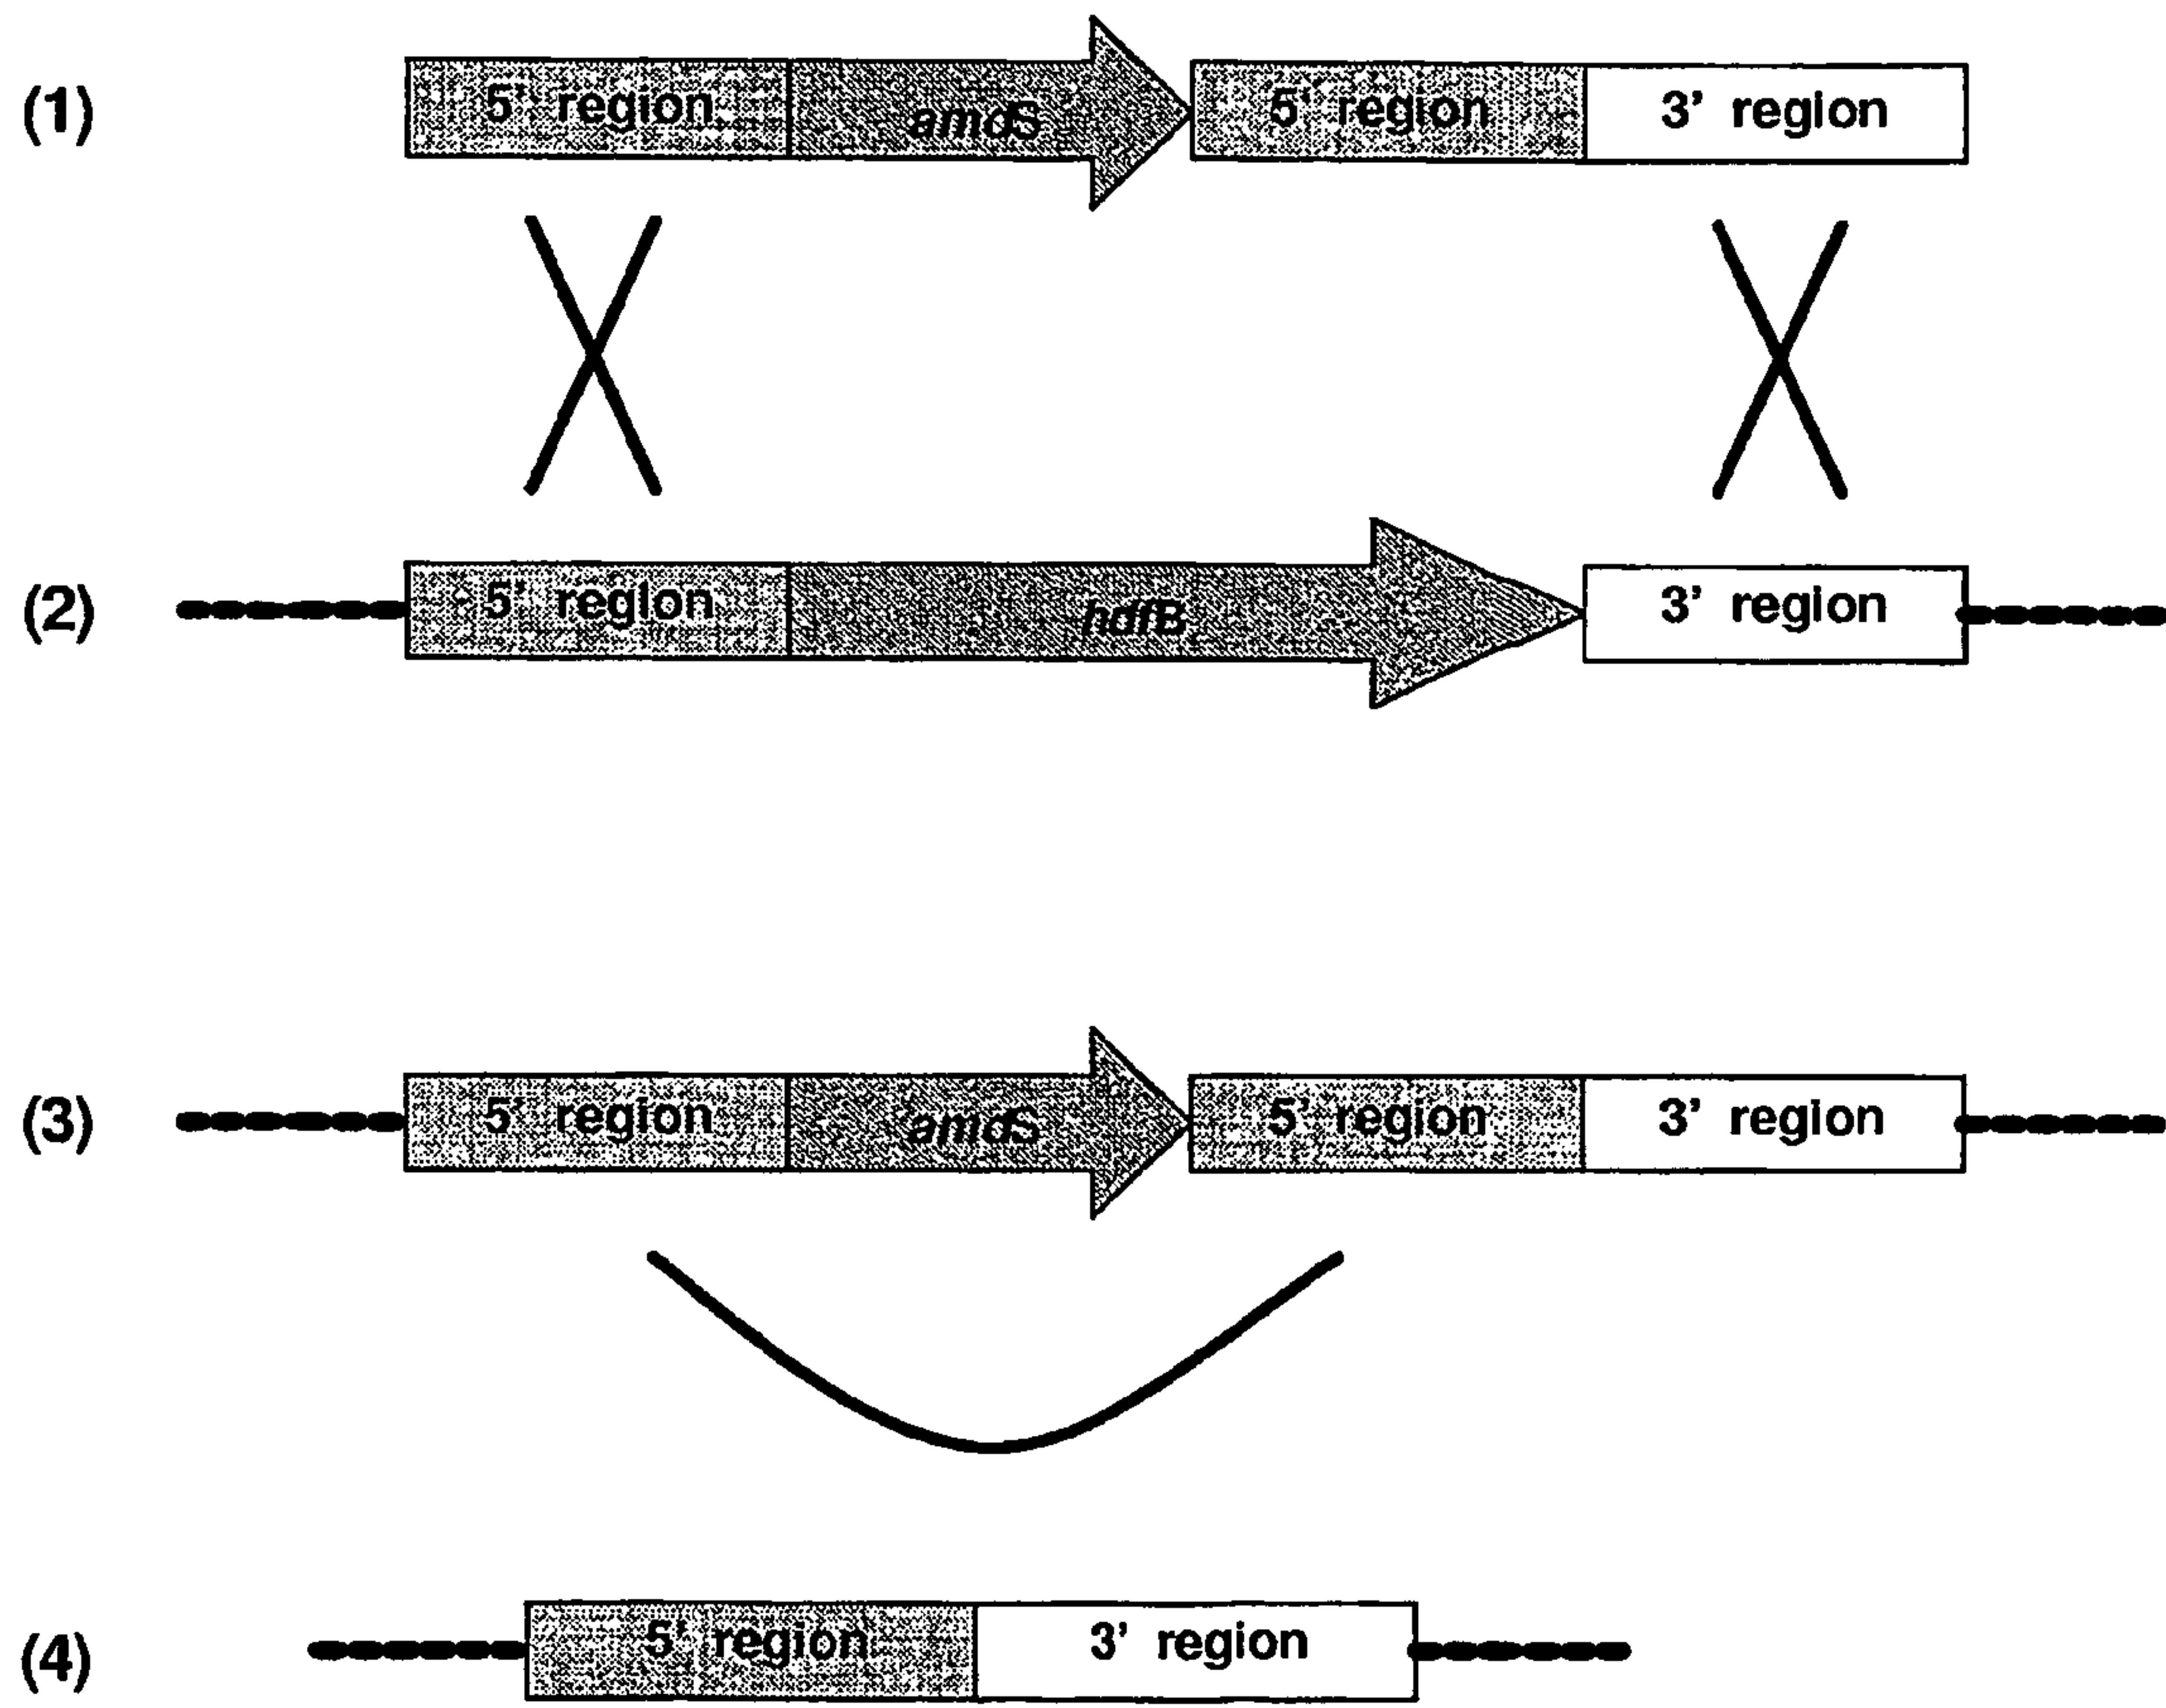 (1) 5' region amdS 5' region 3' region
(2) 5' region hdfB 3' region
(3) 5' region amdS 5' region 3' region
(4) 5' region 3' region